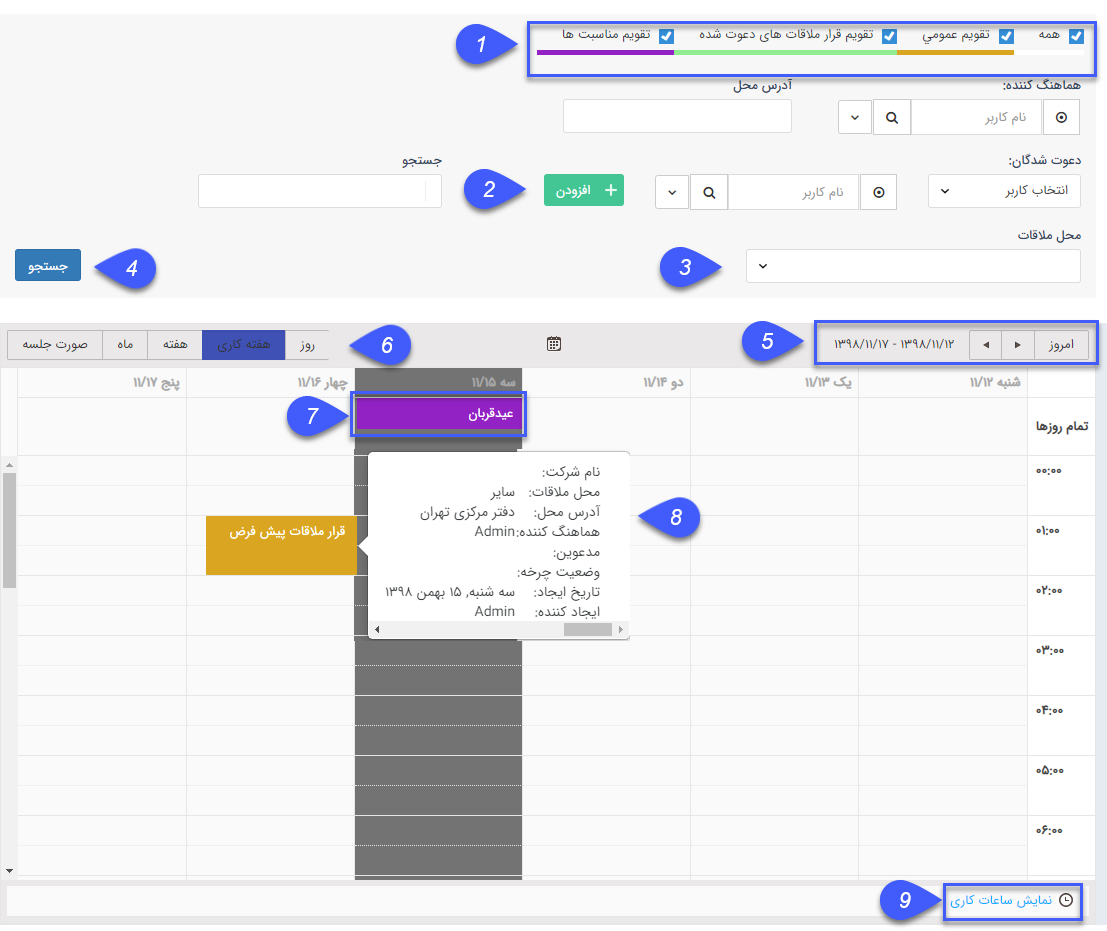 1
همه تقویم عمومي تقویم قرار ملاقات های دعوت شده تقویم مناسبت ها
هماهنگ کننده: آدرس محل
نام کاربر
دعوت شدگان: جستجو
انتخاب کاربر نام کاربر افزودن 2
محل ملاقات
3
جستجو 4
امروز ۱۳۹۸/۱۱/۱۲ - ۱۳۹۸/۱۱/۱۷ 5 6 روز هفته کاری هفته ماه صورت جلسه
شنبه ۱۱/۱۲ یک ۱۱/۱۳ دو ۱۱/۱۴ سه ۱۱/۱۵ چهار ۱۱/۱۶ پنج ۱۱/۱۷
تمام روزها عیدقربان 7
۰۰:۰۰
۰۱:۰۰
۰۲:۰۰
۰۳:۰۰
۰۴:۰۰
۰۵:۰۰
۰۶:۰۰
قرار ملاقات پیش فرض
نام شرکت:
محل ملاقات: سایر
آدرس محل: دفتر مرکزی تهران
هماهنگ کننده: Admin
مدعوین:
وضعیت چرخه:
تاریخ ایجاد: سه شنبه, ۱۵ بهمن ۱۳۹۸
ایجاد کننده: Admin
8
نمایش ساعات کاری 9